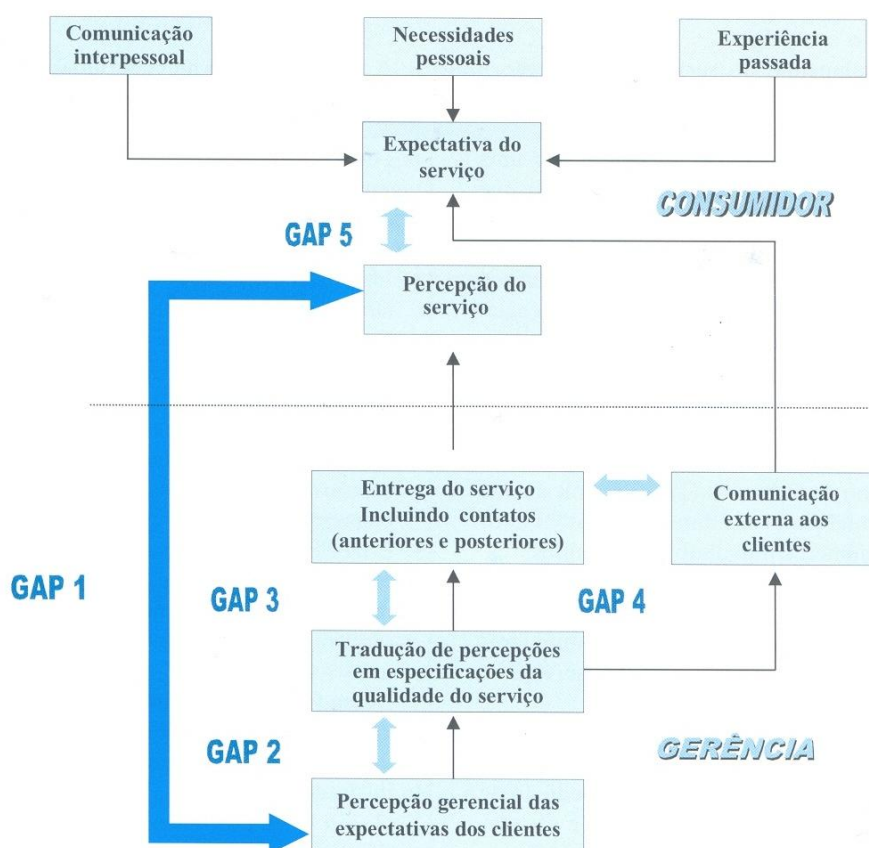 Comunicação
interpessoal
Necessidades
pessoais
Experiência
passada
Expectativa do
serviço
CONSUMIDOR
GAP 5
Percepção do
serviço
Entrega do serviço
Incluindo contatos
(anteriores e posteriores)
Comunicação
externa aos
clientes
GAP 1
GAP 3
GAP 4
Tradução de percepções
em especificações da
qualidade do serviço
GAP 2
GERÊNCIA
Percepção gerencial das
expectativas dos clientes